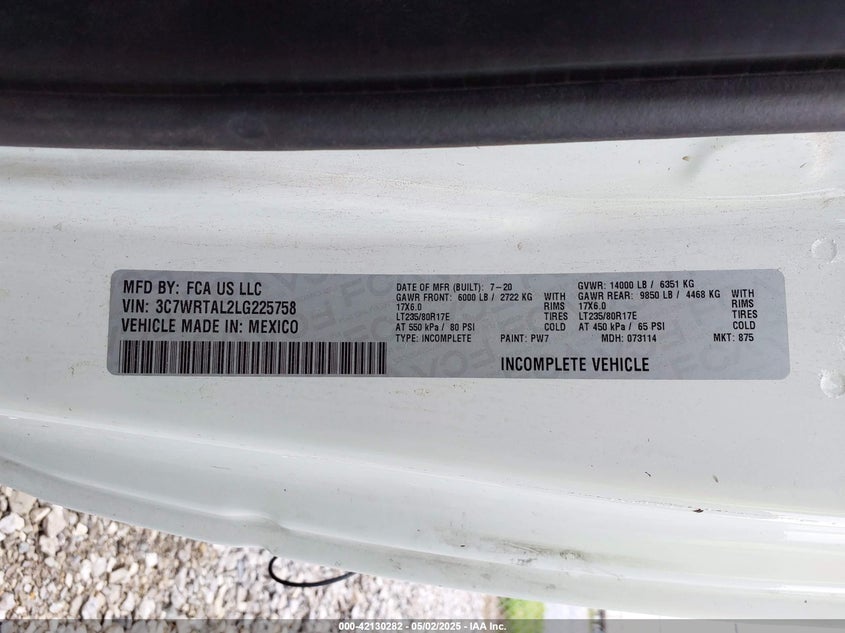 MFD BY: FCA US LLC
VIN: 3C7WRTAL2LG225758
VEHICLE MADE IN: MEXICO
DATE OF MFR (BUILT): 7-20
GAWR FRONT: 6000 LB / 2722 KG WITH
17X6.0 RIMS
LT235/80R17E TIRES
AT 550 kPa / 80 PSI COLD
TYPE: INCOMPLETE PAINT: PW7
GVWR: 14000 LB / 6351 KG
GAWR REAR: 9850 LB / 4468 KG WITH
17X6.0 RIMS
LT235/80R17E TIRES
AT 450 kPa / 65 PSI COLD
MDH: 073114 MKT: 875
INCOMPLETE VEHICLE
000-42130282 - 05/02/2025 - IAA Inc.